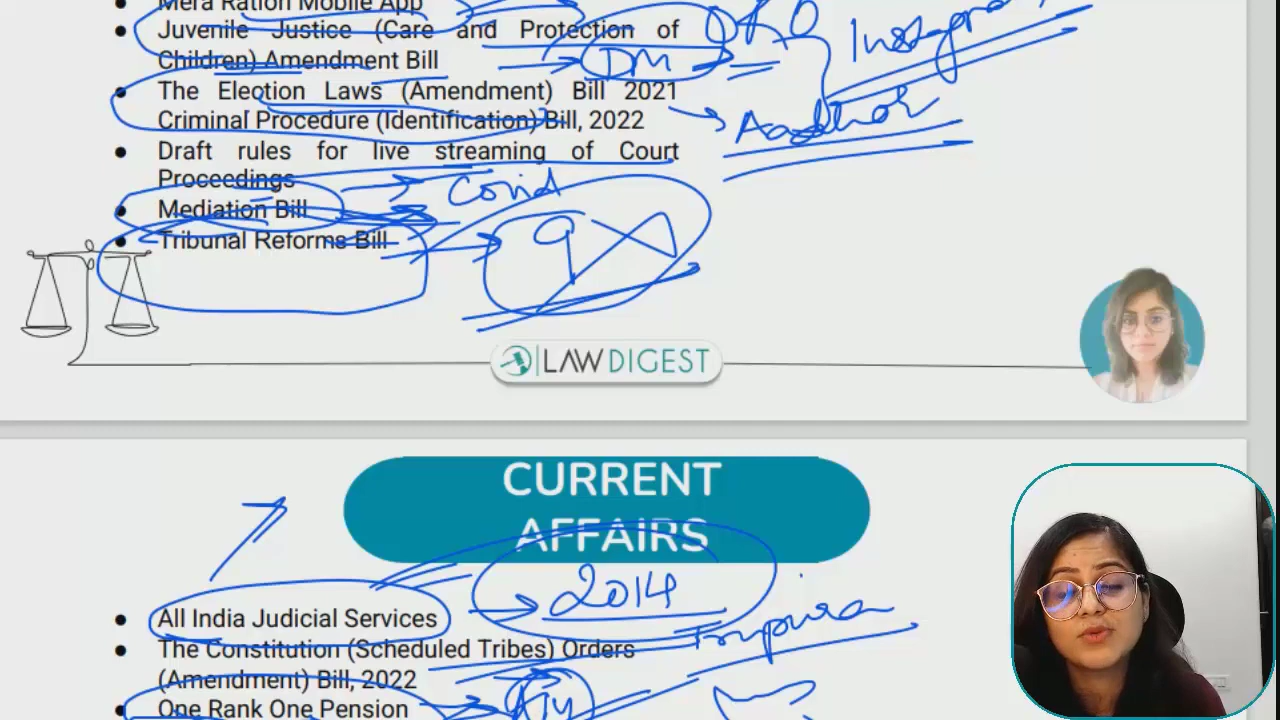 Mera Ration Mobile App
Juvenile Justice (Care and Protection of
Children) Amendment Bill
DM
The Election Laws (Amendment) Bill 2021
Criminal Procedure (Identification) Bill, 2022
Aadhar
Draft rules for live streaming of Court
Proceedings
Covid
Mediation Bill
Tribunal Reforms Bill
9
LAWDIGEST
CURRENT
AFFAIRS
2014
All India Judicial Services
Tripura
The Constitution (Scheduled Tribes) Orders
(Amendment) Bill, 2022
One Rank One Pension